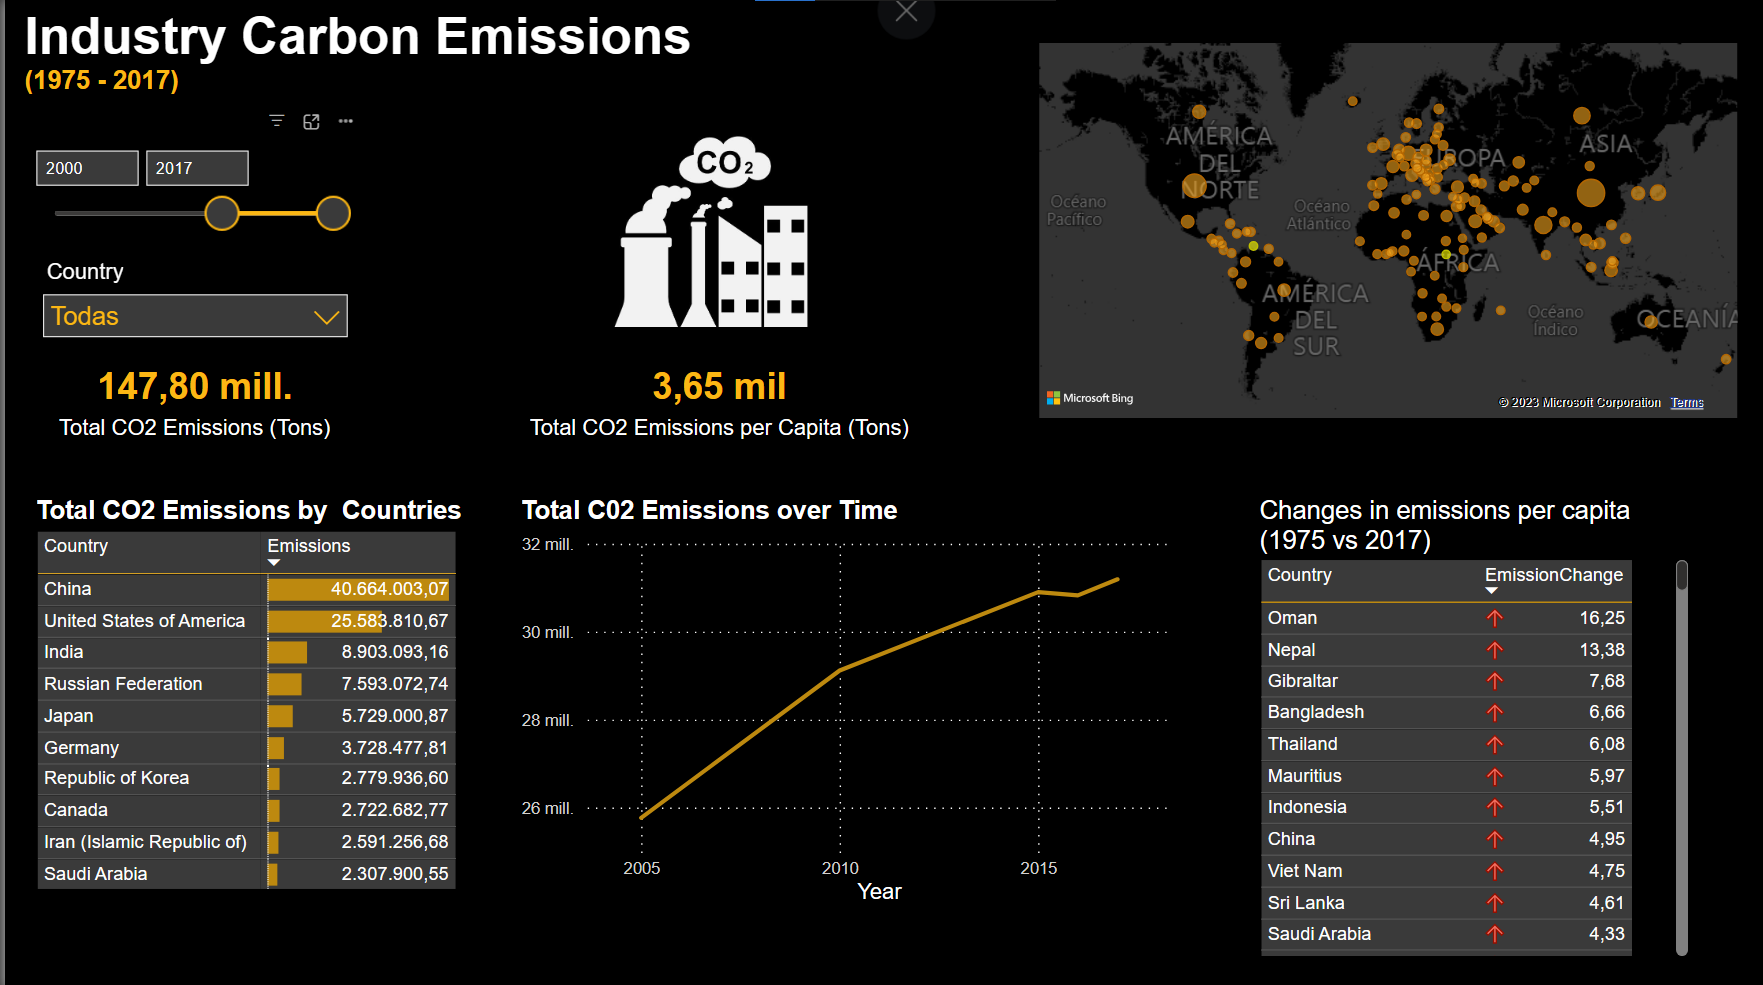 Industry Carbon Emissions
(1975 - 2017)
2000
2017
Country
Todas
147,80 mill.
Total CO2 Emissions (Tons)
CO2
3,65 mil
Total CO2 Emissions per Capita (Tons)
AMÉRICA
DEL
NORTE
EUROPA
ASIA
Océano
Pacífico
Océano
Atlántico
ÁFRICA
AMÉRICA
DEL
SUR
Océano
Índico
OCEANÍA
Microsoft Bing
© 2023 Microsoft Corporation
Terms
Total CO2 Emissions by  Countries
Country Emissions
China 40.664.003,07
United States of America 25.583.810,67
India 8.903.093,16
Russian Federation 7.593.072,74
Japan 5.729.000,87
Germany 3.728.477,81
Republic of Korea 2.779.936,60
Canada 2.722.682,77
Iran (Islamic Republic of) 2.591.256,68
Saudi Arabia 2.307.900,55
Total C02 Emissions over Time
32 mill.
30 mill.
28 mill.
26 mill.
2005 2010 2015
Year
Changes in emissions per capita
(1975 vs 2017)
Country EmissionChange
Oman 16,25
Nepal 13,38
Gibraltar 7,68
Bangladesh 6,66
Thailand 6,08
Mauritius 5,97
Indonesia 5,51
China 4,95
Viet Nam 4,75
Sri Lanka 4,61
Saudi Arabia 4,33